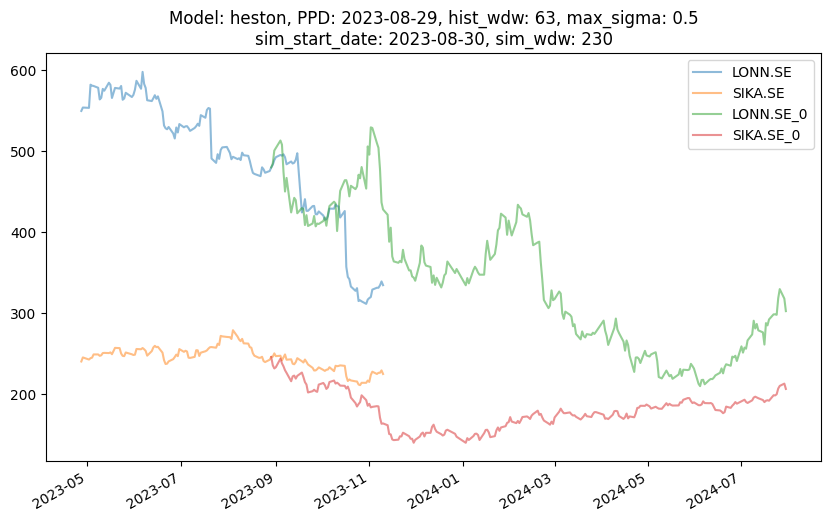 Model: heston, PPD: 2023-08-29, hist_wdw: 63, max_sigma: 0.5
sim_start_date: 2023-08-30, sim_wdw: 230
LONN.SE
SIKA.SE
LONN.SE_0
SIKA.SE_0
600
500
400
300
200
2023-05
2023-07
2023-09
2023-11
2024-01
2024-03
2024-05
2024-07